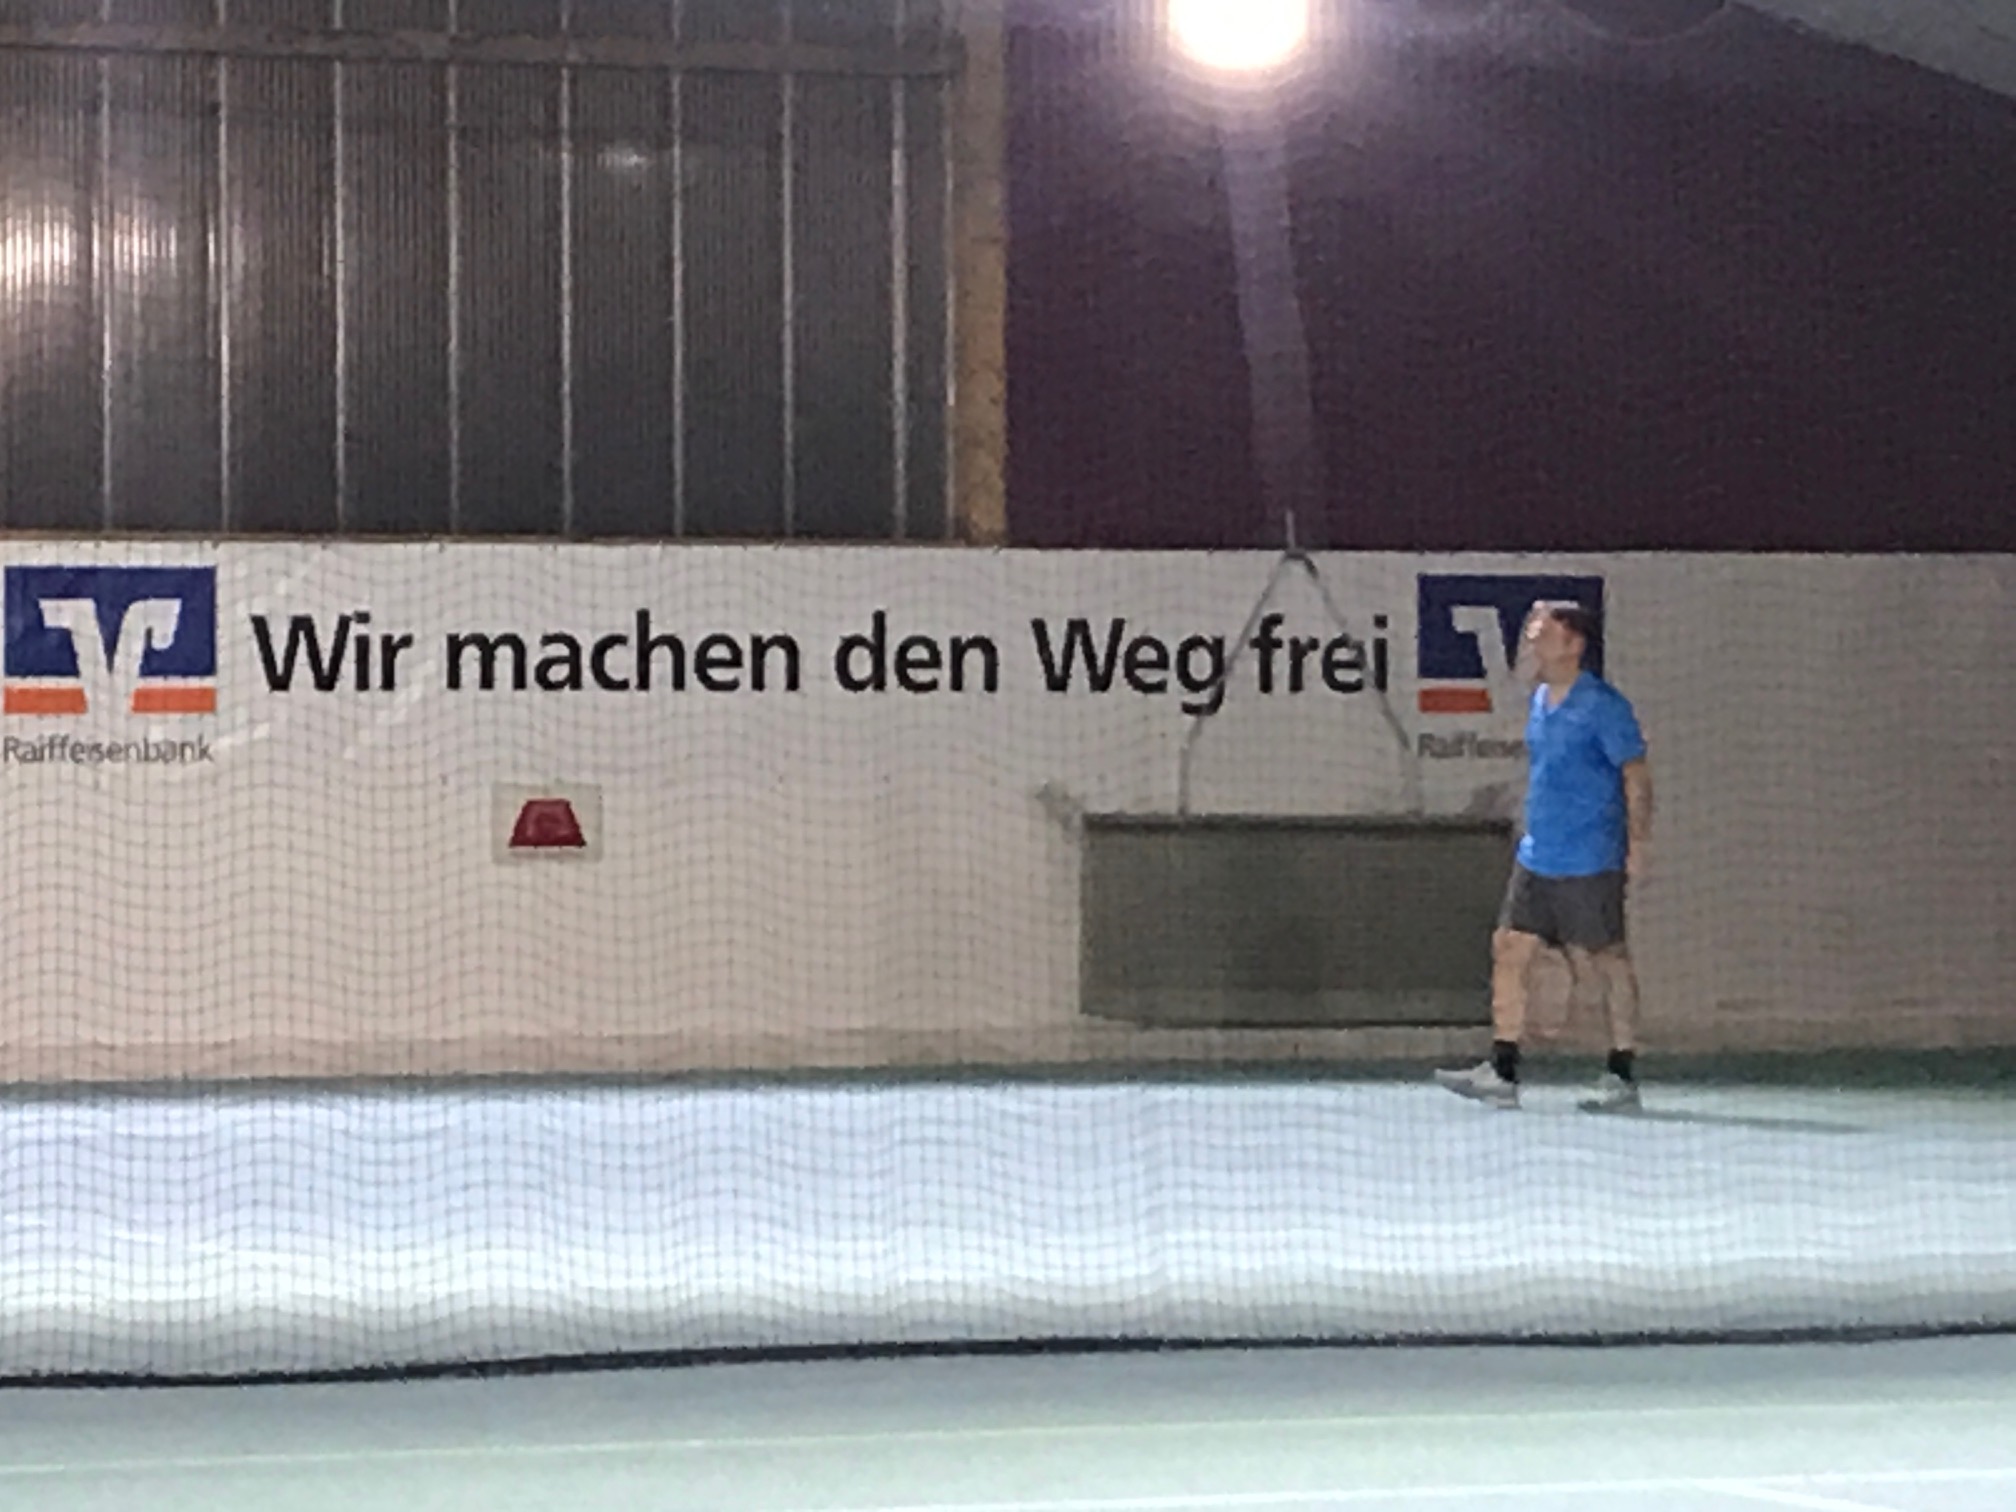 Wir machen den Weg frei
Raiffeisenbank